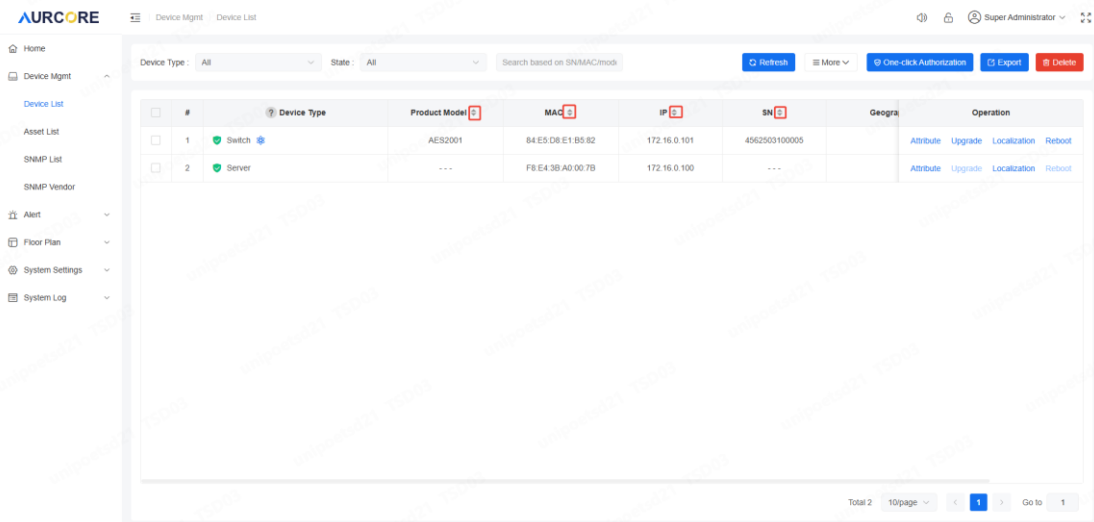 AURCORE
Device Mgmt / Device List
Super Administrator
Home
Device Mgmt
Device List
Asset List
SNMP List
SNMP Vendor
Alert
Floor Plan
System Settings
System Log
Device Type : All State : All Search based on SN/MAC/mode Refresh More One-click Authorization Export Delete
# ? Device Type Product Model MAC IP SN Geograp Operation
1 Switch AES2001 84:E5:D8:E1:B5:82 172.16.0.101 4562503100005 Attribute Upgrade Localization Reboot
2 Server --- F8:E4:3B:A0:00:7B 172.16.0.100 --- Attribute Upgrade Localization Reboot
Total 2 10/page < 1 > Go to 1